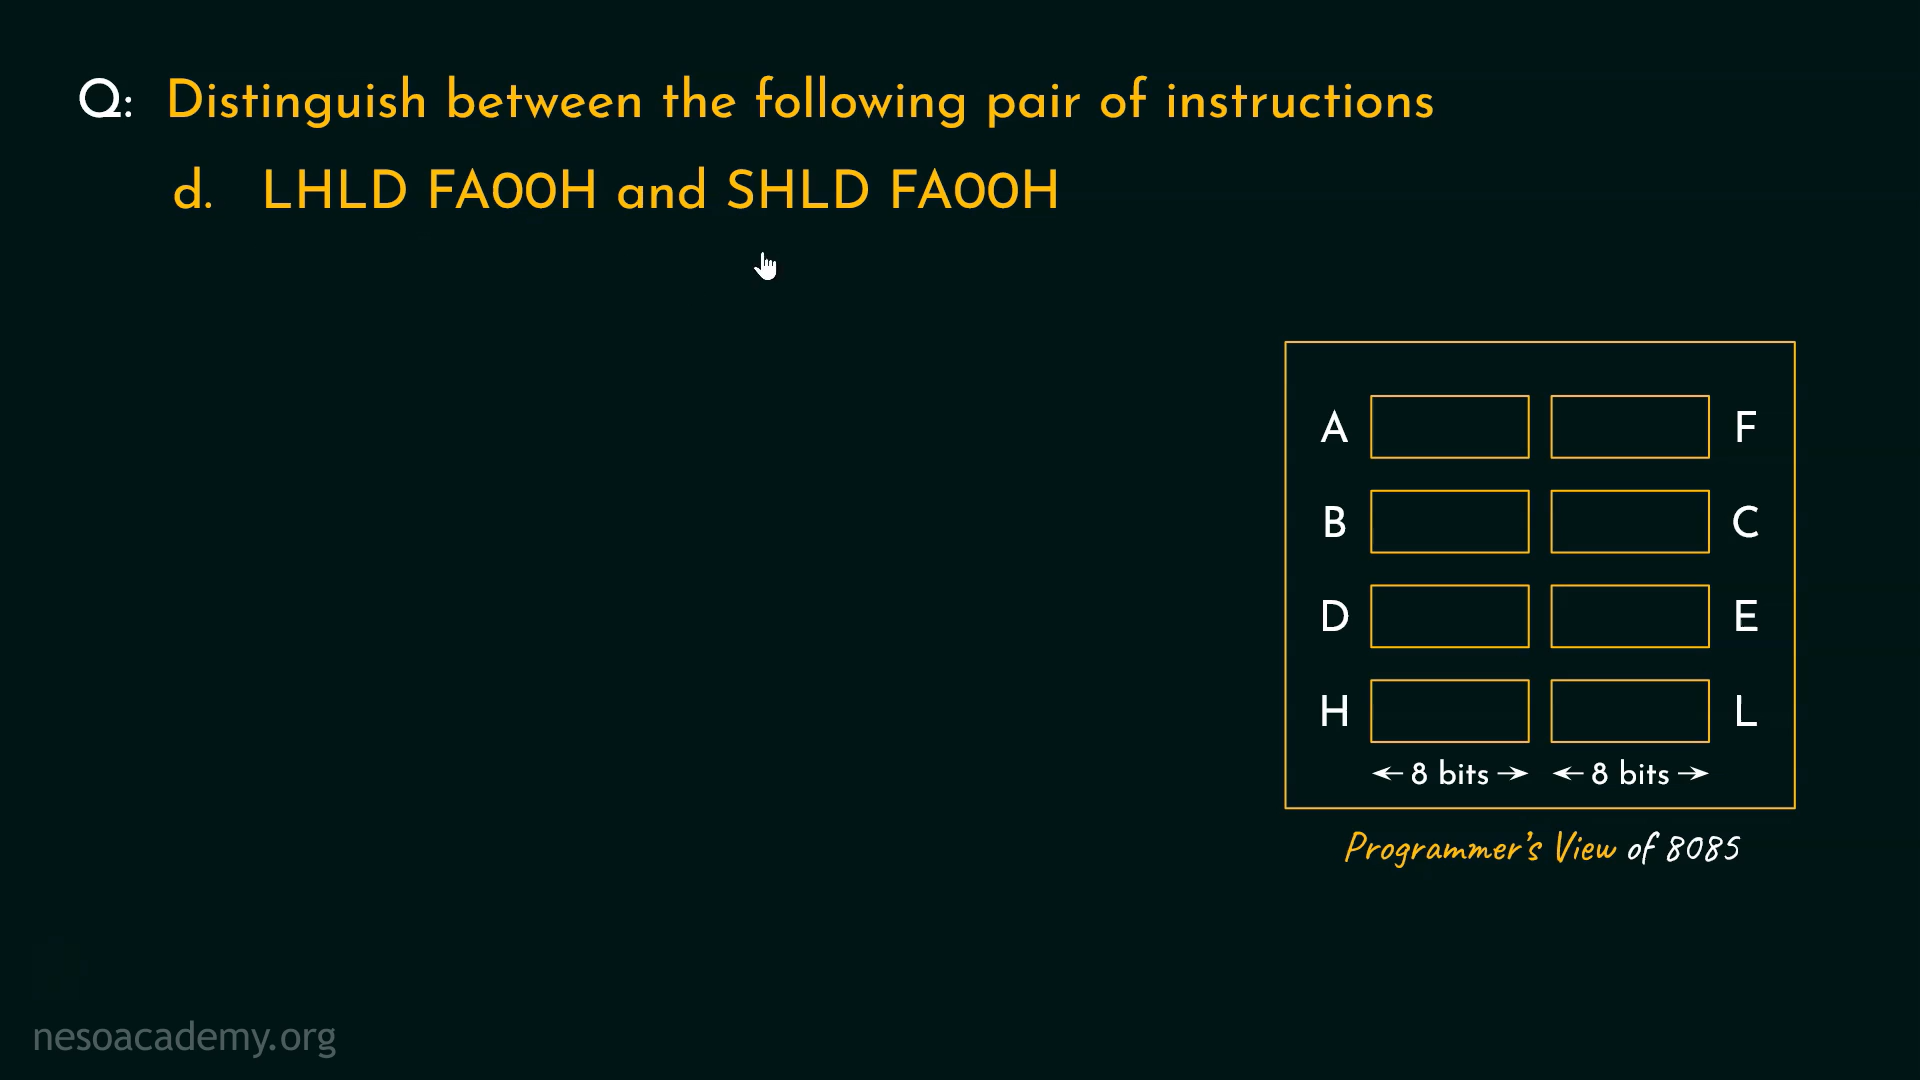 Q: Distinguish between the following pair of instructions
d. LHLD FA00H and SHLD FA00H
A F
B C
D E
H L
8 bits 8 bits
Programmer's View of 8085
nesoacademy.org